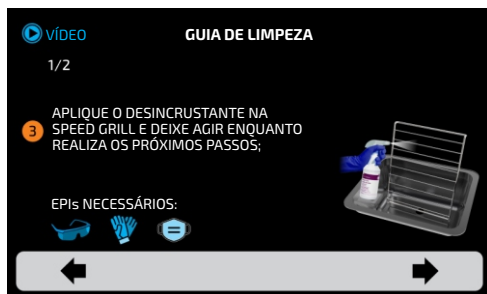 VÍDEO
GUIA DE LIMPEZA
1/2
3
APLIQUE O DESINCRUSTANTE NA
SPEED GRILL E DEIXE AGIR ENQUANTO
REALIZA OS PRÓXIMOS PASSOS;
EPIs NECESSÁRIOS: